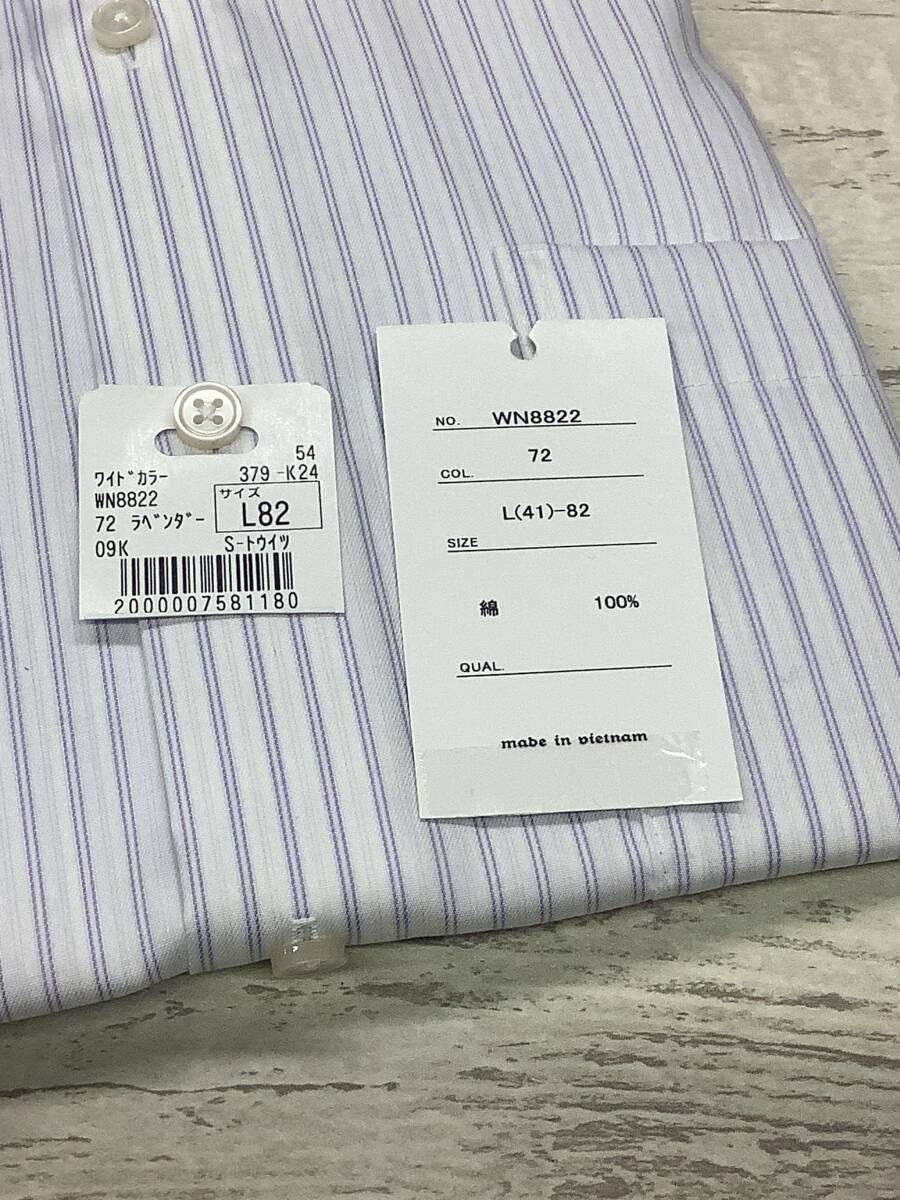 54
ワイドカラー 379-K24
WN8822 サイズ
72 ラベンダー L82
09K S-トウイツ
2000007581180
NO. WN8822
72
COL.
L(41)-82
SIZE
綿 100%
QUAL.
made in vietnam